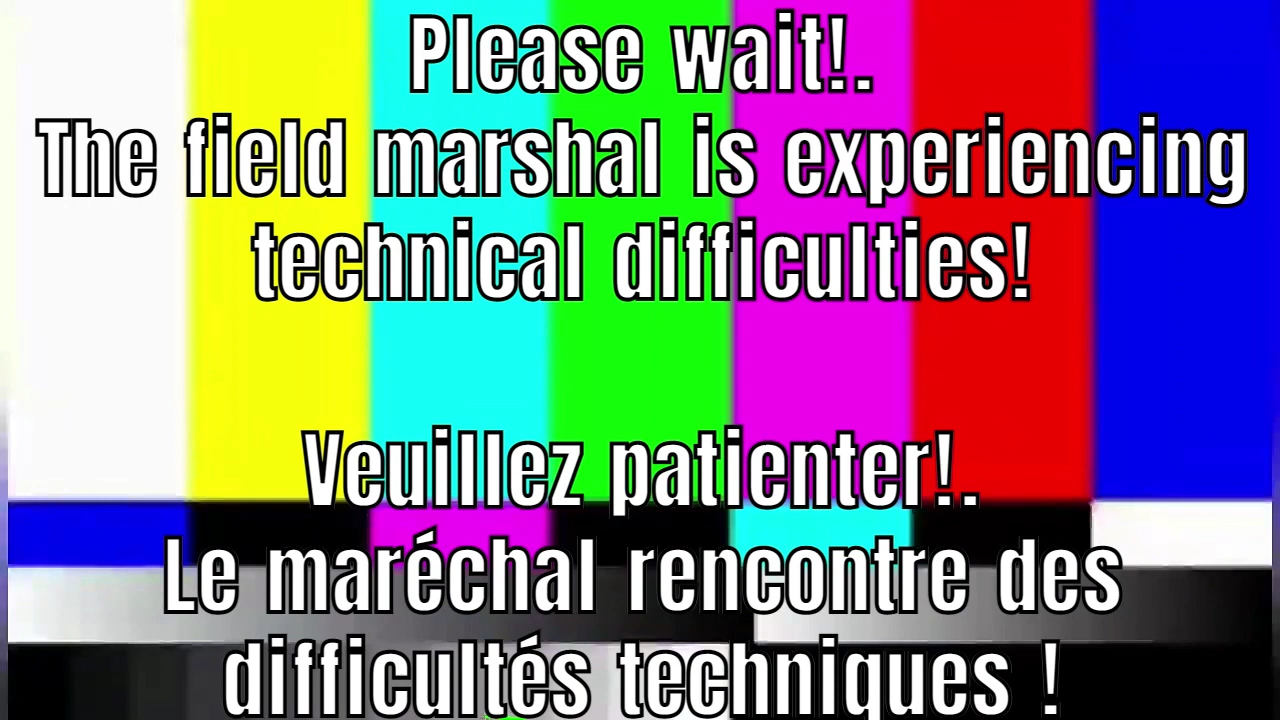 Please wait!.
The field marshal is experiencing
technical difficulties!
Veuillez patienter!.
Le maréchal rencontre des
difficultés techniques !